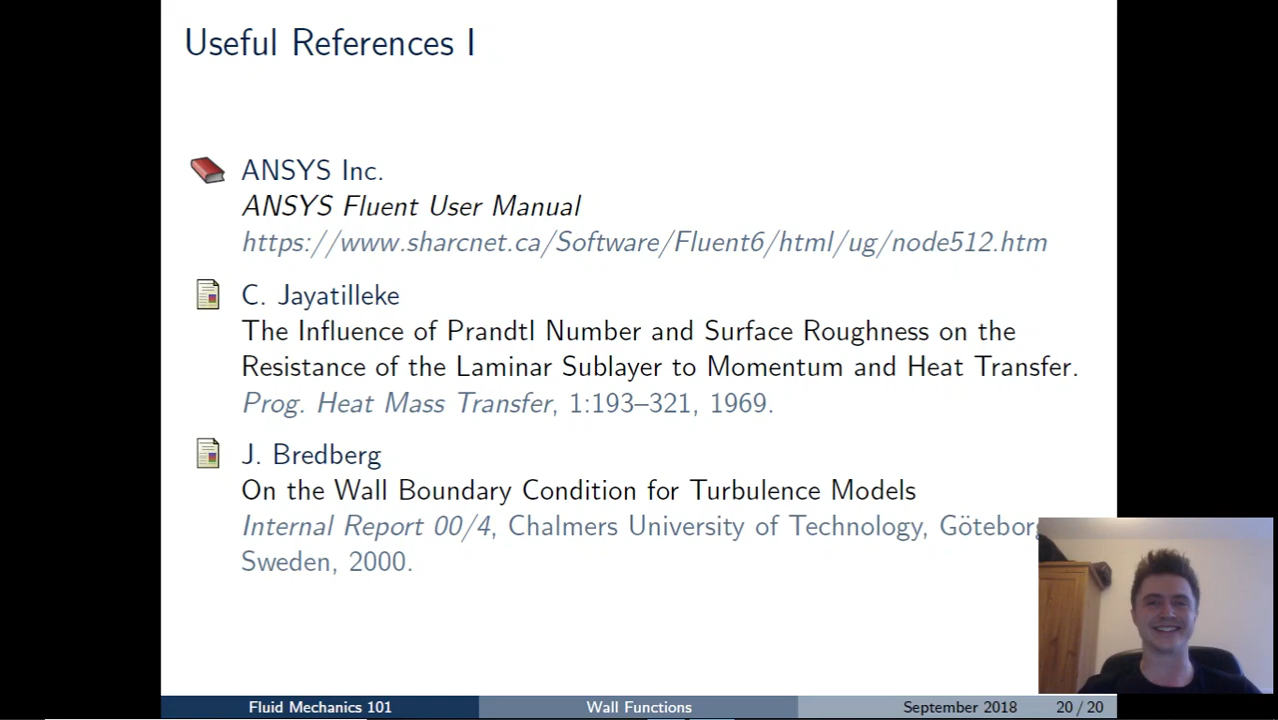 Useful References I
ANSYS Inc.
ANSYS Fluent User Manual
https://www.sharcnet.ca/Software/Fluent6/html/ug/node512.htm
C. Jayatilleke
The Influence of Prandtl Number and Surface Roughness on the
Resistance of the Laminar Sublayer to Momentum and Heat Transfer.
Prog. Heat Mass Transfer, 1:193–321, 1969.
J. Bredberg
On the Wall Boundary Condition for Turbulence Models
Internal Report 00/4, Chalmers University of Technology, Göteborg
Sweden, 2000.
Fluid Mechanics 101 Wall Functions September 2018 20 / 20